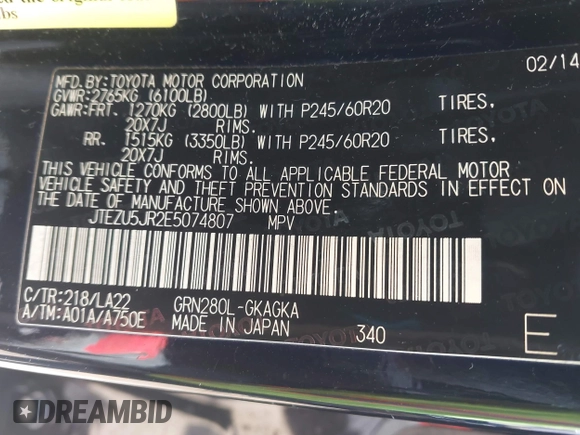 the original
lbs
02/14
MFD.BY:TOYOTA MOTOR CORPORATION
GVWR:2765KG (6100LB)
GAWR:FRT. 1270KG (2800LB) WITH P245/60R20 TIRES,
20X7J RIMS.
RR. 1515KG (3350LB) WITH P245/60R20 TIRES,
20X7J RIMS.
THIS VEHICLE CONFORMS TO ALL APPLICABLE FEDERAL MOTOR
VEHICLE SAFETY AND THEFT PREVENTION STANDARDS IN EFFECT ON
THE DATE OF MANUFACTURE SHOWN ABOVE.
JTEZU5JR2E5074807 MPV
C/TR:218/LA22 GRN280L-GKAGKA
A/TM:A01A/A750E MADE IN JAPAN 340 E
DREAMBID